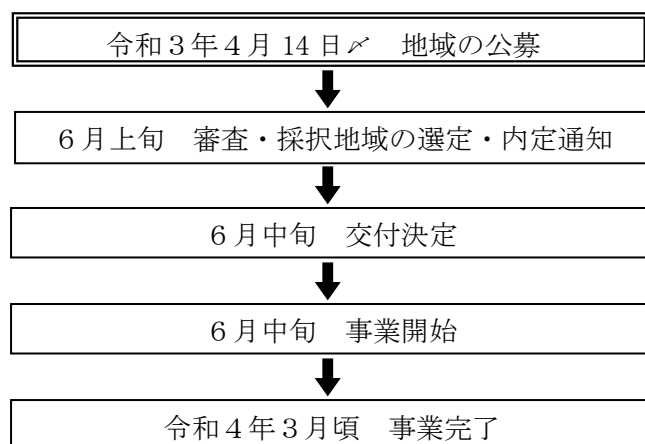 令和３年４月 14 日〆　地域の公募
６月上旬　審査・採択地域の選定・内定通知
６月中旬　交付決定
６月中旬　事業開始
令和４年３月頃　事業完了